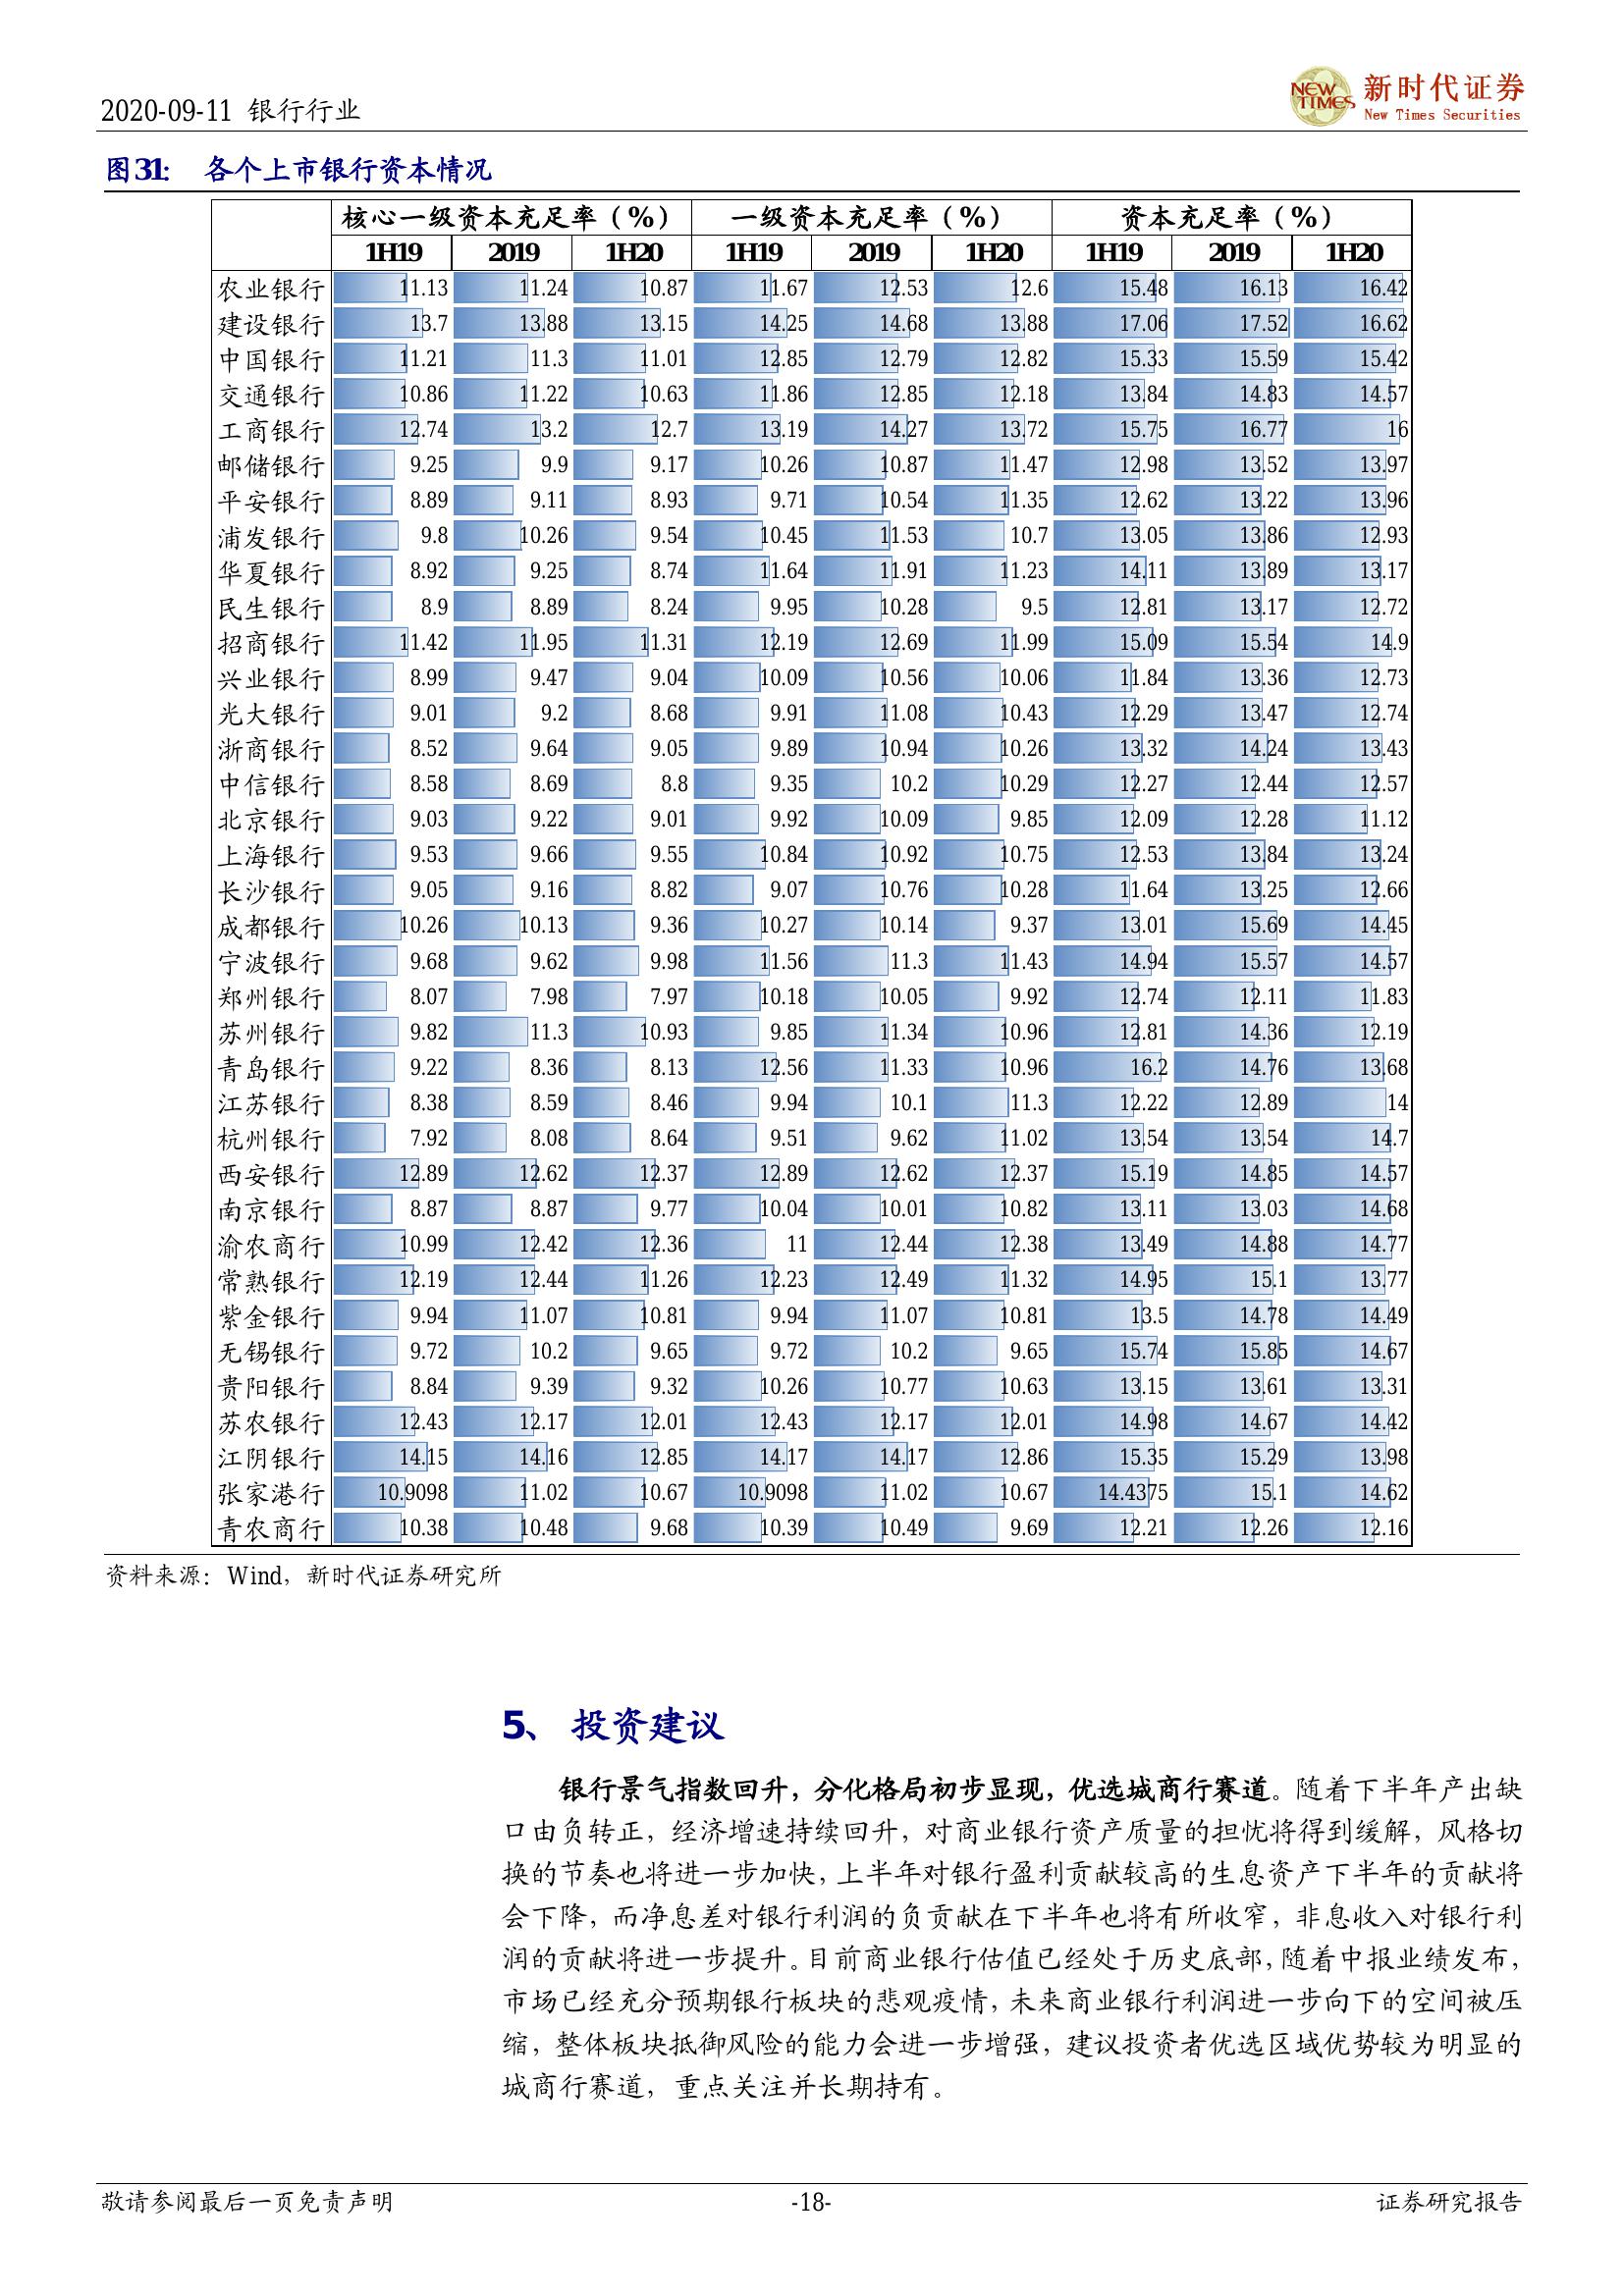 2020-09-11 银行行业
NEW TIMES
新时代证券
New Times Securities
图31: 各个上市银行资本情况
核心一级资本充足率（%） 一级资本充足率（%） 资本充足率（%）
1H19 2019 1H20 1H19 2019 1H20 1H19 2019 1H20
农业银行 11.13 11.24 10.87 11.67 12.53 12.6 15.48 16.13 16.42
建设银行 13.7 13.88 13.15 14.25 14.68 13.88 17.06 17.52 16.62
中国银行 11.21 11.3 11.01 12.85 12.79 12.82 15.33 15.59 15.42
交通银行 10.86 11.22 10.63 11.86 12.85 12.18 13.84 14.83 14.57
工商银行 12.74 13.2 12.7 13.19 14.27 13.72 15.75 16.77 16
邮储银行 9.25 9.9 9.17 10.26 10.87 11.47 12.98 13.52 13.97
平安银行 8.89 9.11 8.93 9.71 10.54 11.35 12.62 13.22 13.96
浦发银行 9.8 10.26 9.54 10.45 11.53 10.7 13.05 13.86 12.93
华夏银行 8.92 9.25 8.74 11.64 11.91 11.23 14.11 13.89 13.17
民生银行 8.9 8.89 8.24 9.95 10.28 9.5 12.81 13.17 12.72
招商银行 11.42 11.95 11.31 12.19 12.69 11.99 15.09 15.54 14.9
兴业银行 8.99 9.47 9.04 10.09 10.56 10.06 11.84 13.36 12.73
光大银行 9.01 9.2 8.68 9.91 11.08 10.43 12.29 13.47 12.74
浙商银行 8.52 9.64 9.05 9.89 10.94 10.26 13.32 14.24 13.43
中信银行 8.58 8.69 8.8 9.35 10.2 10.29 12.27 12.44 12.57
北京银行 9.03 9.22 9.01 9.92 10.09 9.85 12.09 12.28 11.12
上海银行 9.53 9.66 9.55 10.84 10.92 10.75 12.53 13.84 13.24
长沙银行 9.05 9.16 8.82 9.07 10.76 10.28 11.64 13.25 12.66
成都银行 10.26 10.13 9.36 10.27 10.14 9.37 13.01 15.69 14.45
宁波银行 9.68 9.62 9.98 11.56 11.3 11.43 14.94 15.57 14.57
郑州银行 8.07 7.98 7.97 10.18 10.05 9.92 12.74 12.11 11.83
苏州银行 9.82 11.3 10.93 9.85 11.34 10.96 12.81 14.36 12.19
青岛银行 9.22 8.36 8.13 12.56 11.33 10.96 16.2 14.76 13.68
江苏银行 8.38 8.59 8.46 9.94 10.1 11.3 12.22 12.89 14
杭州银行 7.92 8.08 8.64 9.51 9.62 11.02 13.54 13.54 14.7
西安银行 12.89 12.62 12.37 12.89 12.62 12.37 15.19 14.85 14.57
南京银行 8.87 8.87 9.77 10.04 10.01 10.82 13.11 13.03 14.68
渝农商行 10.99 12.42 12.36 11 12.44 12.38 13.49 14.88 14.77
常熟银行 12.19 12.44 11.26 12.23 12.49 11.32 14.95 15.1 13.77
紫金银行 9.94 11.07 10.81 9.94 11.07 10.81 13.5 14.78 14.49
无锡银行 9.72 10.2 9.65 9.72 10.2 9.65 15.74 15.85 14.67
贵阳银行 8.84 9.39 9.32 10.26 10.77 10.63 13.15 13.61 13.31
苏农银行 12.43 12.17 12.01 12.43 12.17 12.01 14.98 14.67 14.42
江阴银行 14.15 14.16 12.85 14.17 14.17 12.86 15.35 15.29 13.98
张家港行 10.9098 11.02 10.67 10.9098 11.02 10.67 14.4375 15.1 14.62
青农商行 10.38 10.48 9.68 10.39 10.49 9.69 12.21 12.26 12.16
资料来源：Wind，新时代证券研究所
5、 投资建议
银行景气指数回升，分化格局初步显现，优选城商行赛道。随着下半年产出缺
口由负转正，经济增速持续回升，对商业银行资产质量的担忧将得到缓解，风格切
换的节奏也将进一步加快，上半年对银行盈利贡献较高的生息资产下半年的贡献将
会下降，而净息差对银行利润的负贡献在下半年也将有所收窄，非息收入对银行利
润的贡献将进一步提升。目前商业银行估值已经处于历史底部，随着中报业绩发布，
市场已经充分预期银行板块的悲观疫情，未来商业银行利润进一步向下的空间被压
缩，整体板块抵御风险的能力会进一步增强，建议投资者优选区域优势较为明显的
城商行赛道，重点关注并长期持有。
敬请参阅最后一页免责声明 -18- 证券研究报告